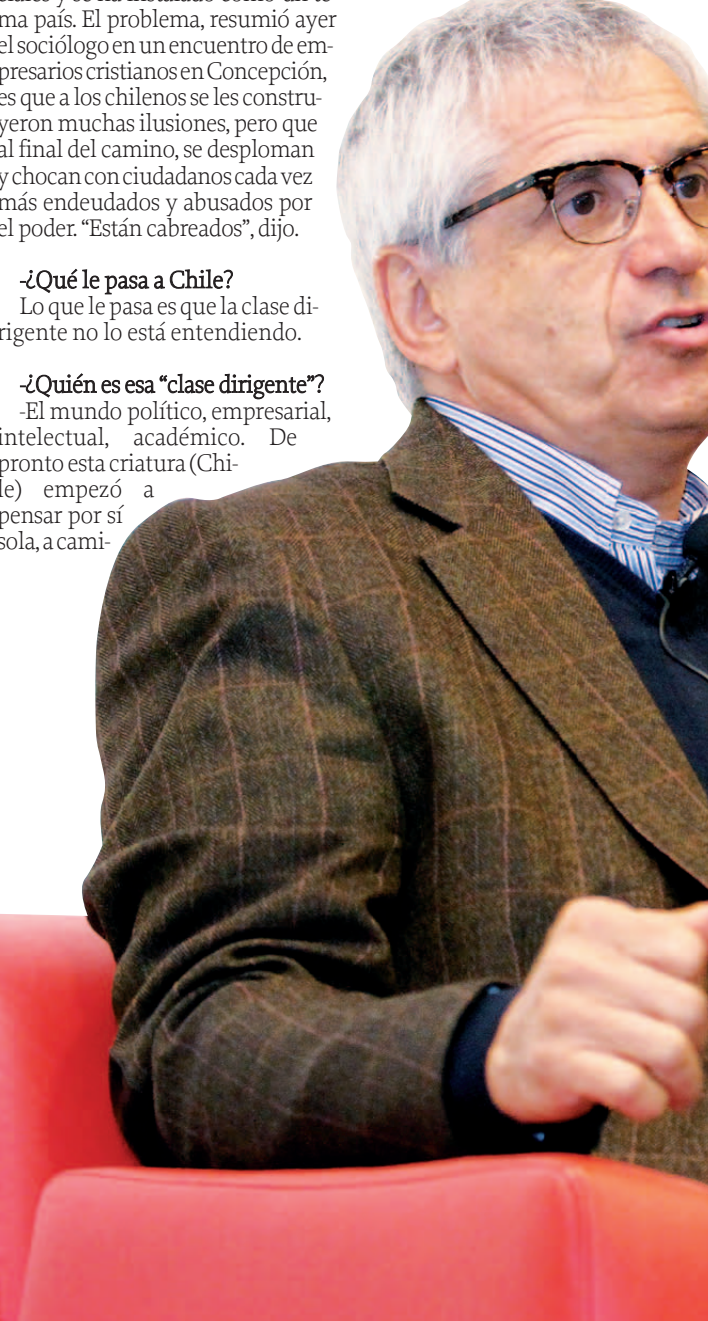 ma país. El problema, resumió ayer
el sociólogo en un encuentro de em-
presarios cristianos en Concepción,
es que a los chilenos se les constru-
yeron muchas ilusiones, pero que
al final del camino, se desploman
y chocan con ciudadanos cada vez
más endeudados y abusados por
el poder. “Están cabreados”, dijo.
-¿Qué le pasa a Chile?
Lo que le pasa es que la clase di-
rigente no lo está entendiendo.
-¿Quién es esa “clase dirigente”?
-El mundo político, empresarial,
intelectual, académico. De
pronto esta criatura (Chi-
le) empezó a
pensar por sí
sola, a cami-